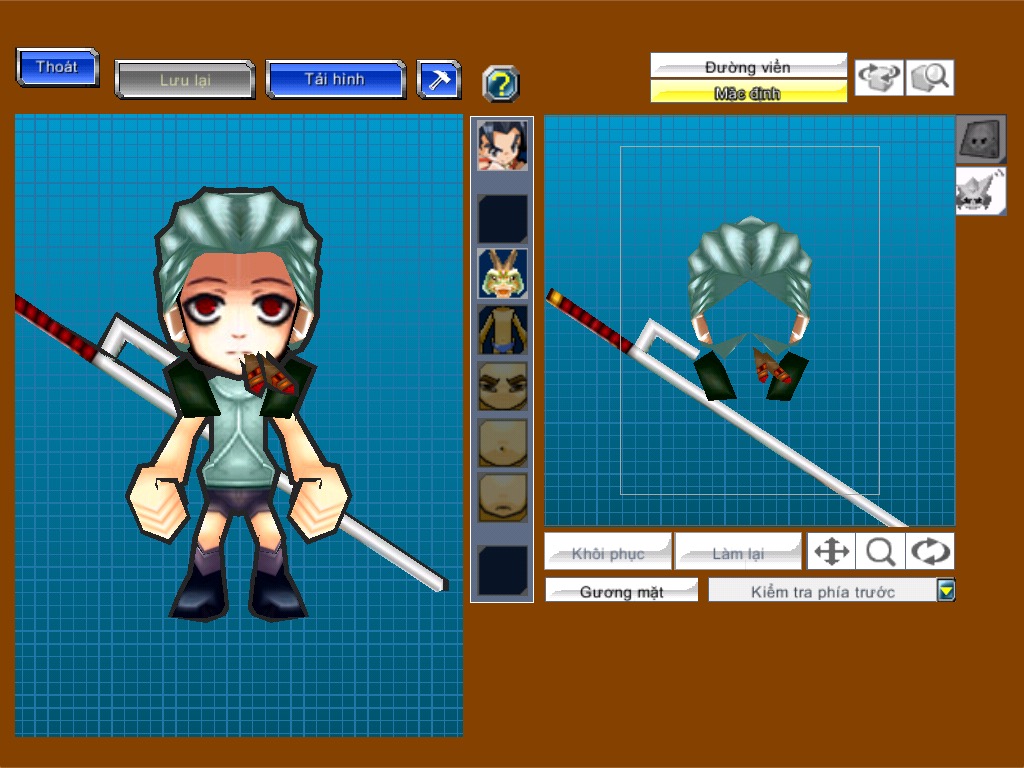 Thoát
Lưu lại
Tải hình
?
Đường viền
Mặc định
Khôi phục
Làm lại
Gương mặt
Kiểm tra phía trước